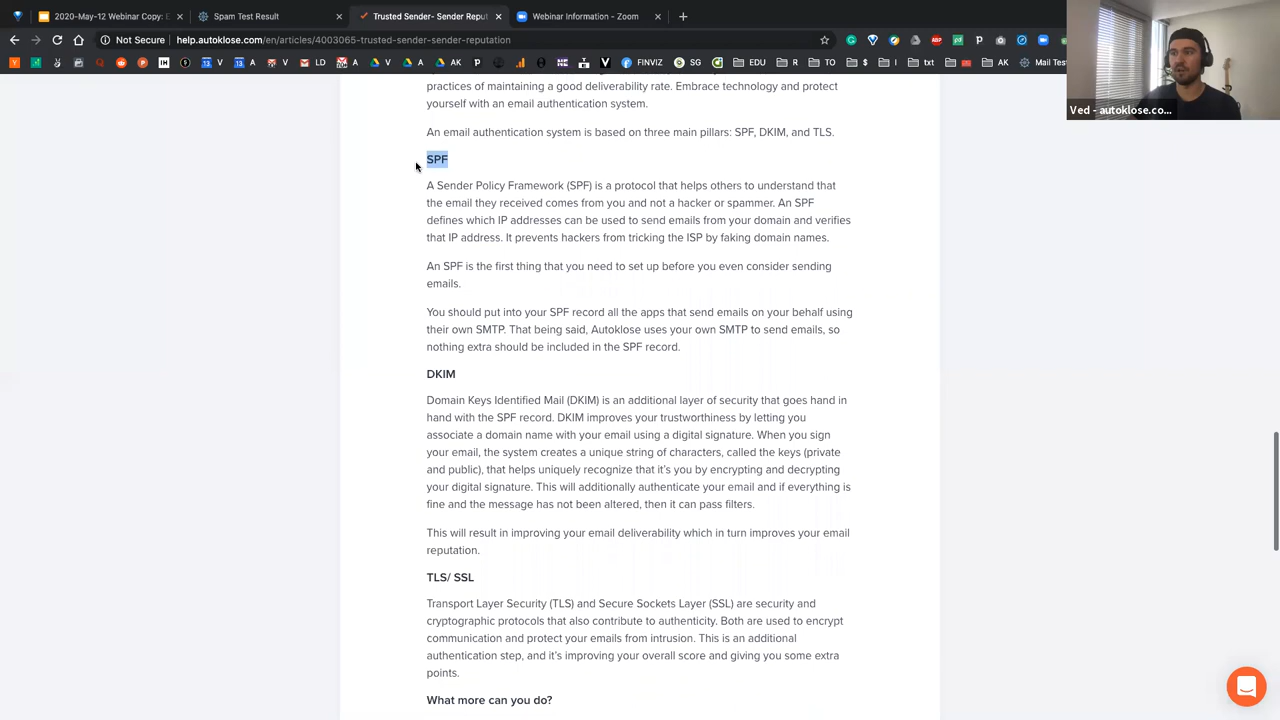 2020-May-12 Webinar Copy: E
Spam Test Result
Trusted Sender- Sender Reput
Webinar Information - Zoom
Not Secure
help.autoklose.com/en/articles/4003065-trusted-sender-sender-reputation
FINVIZ
EDU
txt
Mail Test
Ved - autoklose.co...
practices of maintaining a good deliverability rate. Embrace technology and protect
yourself with an email authentication system.
An email authentication system is based on three main pillars: SPF, DKIM, and TLS.
SPF
A Sender Policy Framework (SPF) is a protocol that helps others to understand that
the email they received comes from you and not a hacker or spammer. An SPF
defines which IP addresses can be used to send emails from your domain and verifies
that IP address. It prevents hackers from tricking the ISP by faking domain names.
An SPF is the first thing that you need to set up before you even consider sending
emails.
You should put into your SPF record all the apps that send emails on your behalf using
their own SMTP. That being said, Autoklose uses your own SMTP to send emails, so
nothing extra should be included in the SPF record.
DKIM
Domain Keys Identified Mail (DKIM) is an additional layer of security that goes hand in
hand with the SPF record. DKIM improves your trustworthiness by letting you
associate a domain name with your email using a digital signature. When you sign
your email, the system creates a unique string of characters, called the keys (private
and public), that helps uniquely recognize that it's you by encrypting and decrypting
your digital signature. This will additionally authenticate your email and if everything is
fine and the message has not been altered, then it can pass filters.
This will result in improving your email deliverability which in turn improves your email
reputation.
TLS/ SSL
Transport Layer Security (TLS) and Secure Sockets Layer (SSL) are security and
cryptographic protocols that also contribute to authenticity. Both are used to encrypt
communication and protect your emails from intrusion. This is an additional
authentication step, and it's improving your overall score and giving you some extra
points.
What more can you do?